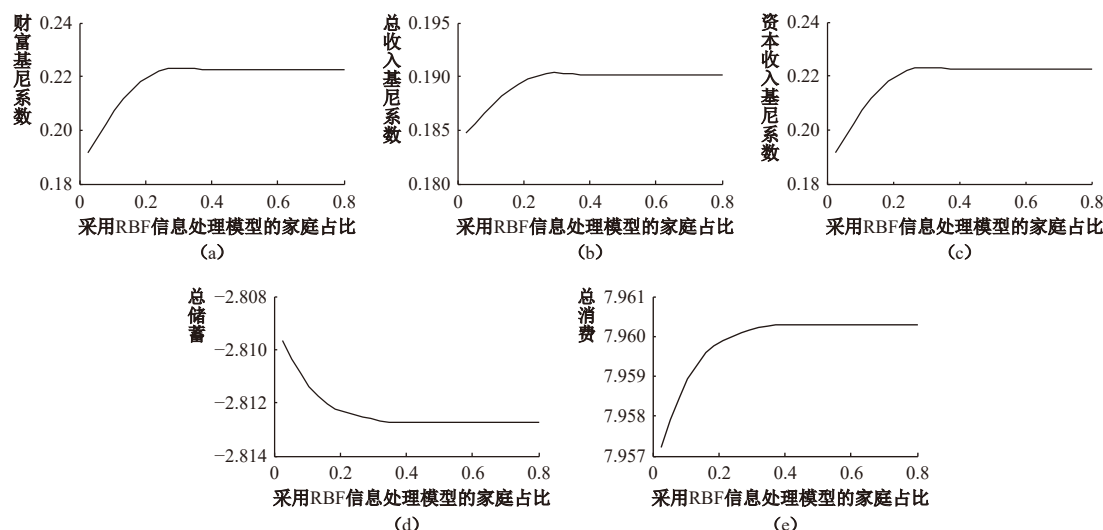 财富基尼系数
0.24
0.22
0.20
0.18
0 0.2 0.4 0.6 0.8
采用RBF信息处理模型的家庭占比
(a)
总收入基尼系数
0.195
0.190
0.185
0.180
0 0.2 0.4 0.6 0.8
采用RBF信息处理模型的家庭占比
(b)
资本收入基尼系数
0.24
0.22
0.20
0.18
0 0.2 0.4 0.6 0.8
采用RBF信息处理模型的家庭占比
(c)
总储蓄
−2.808
−2.810
−2.812
−2.814
0 0.2 0.4 0.6 0.8
采用RBF信息处理模型的家庭占比
(d)
总消费
7.961
7.960
7.959
7.958
7.957
0 0.2 0.4 0.6 0.8
采用RBF信息处理模型的家庭占比
(e)